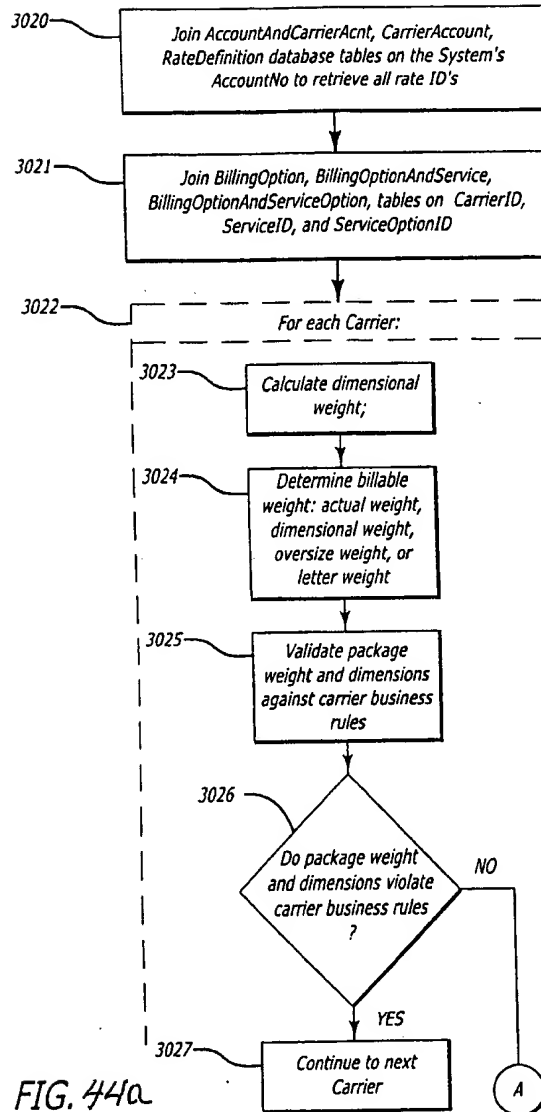 3020
Join AccountAndCarrierAcnt, CarrierAccount,
RateDefinition database tables on the System's
AccountNo to retrieve all rate ID's
3021
Join BillingOption, BillingOptionAndService,
BillingOptionAndServiceOption, tables on CarrierID,
ServiceID, and ServiceOptionID
3022
For each Carrier:
3023
Calculate dimensional
weight;
3024
Determine billable
weight: actual weight,
dimensional weight,
oversize weight, or
letter weight
3025
Validate package
weight and dimensions
against carrier business
rules
3026
Do package weight
and dimensions violate
carrier business rules
?
NO
YES
3027
Continue to next
Carrier
A
FIG. 44a